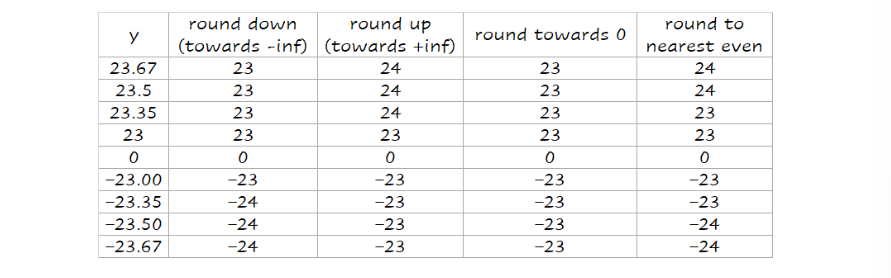 y round down (towards -inf) round up (towards +inf) round towards 0 round to nearest even
23.67 23 24 23 24
23.5 23 24 23 24
23.35 23 24 23 23
23 23 23 23 23
0 0 0 0 0
−23.00 −23 −23 −23 −23
−23.35 −24 −23 −23 −23
−23.50 −24 −23 −23 −24
−23.67 −24 −23 −23 −24